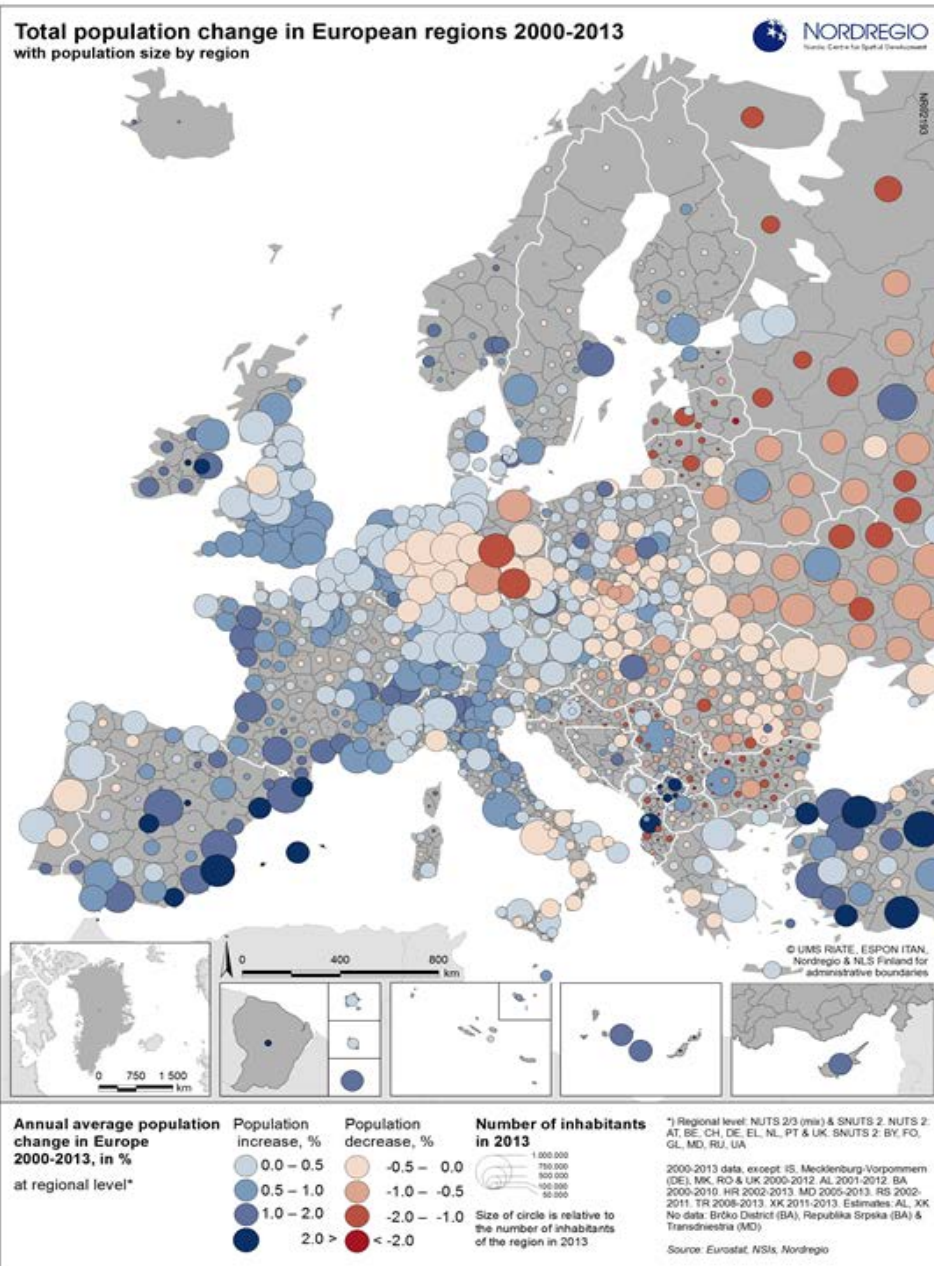 Total population change in European regions 2000-2013
with population size by region
NORDREGIO
Nordic Centre for Spatial Development
NR02193
© UMS RIATE, ESPON ITAN,
Nordregio & NLS Finland for
administrative boundaries
0 400 800
km
0 750 1 500
km
Annual average population
change in Europe
2000-2013, in %
at regional level*
Population
increase, %
0.0 – 0.5
0.5 – 1.0
1.0 – 2.0
2.0 >
Population
decrease, %
-0.5 – 0.0
-1.0 – -0.5
-2.0 – -1.0
< -2.0
Number of inhabitants
in 2013
1.000.000
750.000
500.000
100.000
50.000
Size of circle is relative to
the number of inhabitants
of the region in 2013
*) Regional level: NUTS 2/3 (mix) & SNUTS 2. NUTS 2:
AT, BE, CH, DE, EL, NL, PT & UK. SNUTS 2: BY, FO,
GL, MD, RU, UA
2000-2013 data, except: IS, Mecklenburg-Vorpommern
(DE), MK, RO & UK 2000-2012. AL 2001-2012. BA
2000-2010. HR 2002-2013. MD 2005-2013. RS 2002-
2011. TR 2008-2013. XK 2011-2013. Estimates: AL, XK
No data: Brčko District (BA), Republika Srpska (BA) &
Transdniestria (MD)
Source: Eurostat, NSIs, Nordregio